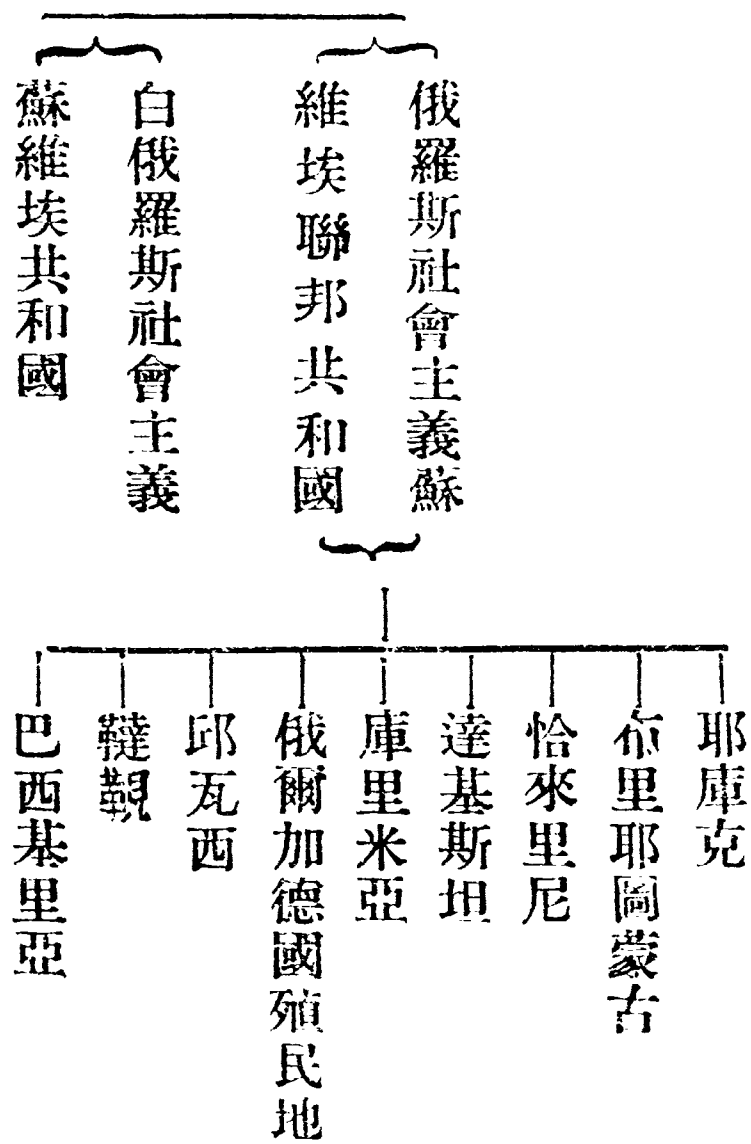 俄羅斯社會主義蘇
維埃聯邦共和國
白俄羅斯社會主義
蘇維埃共和國
耶庫克
布里耶圖蒙古
恰來里尼
達基斯坦
庫里米亞
俄爾加德國殖民地
邱瓦西
韃靼
巴西基里亞